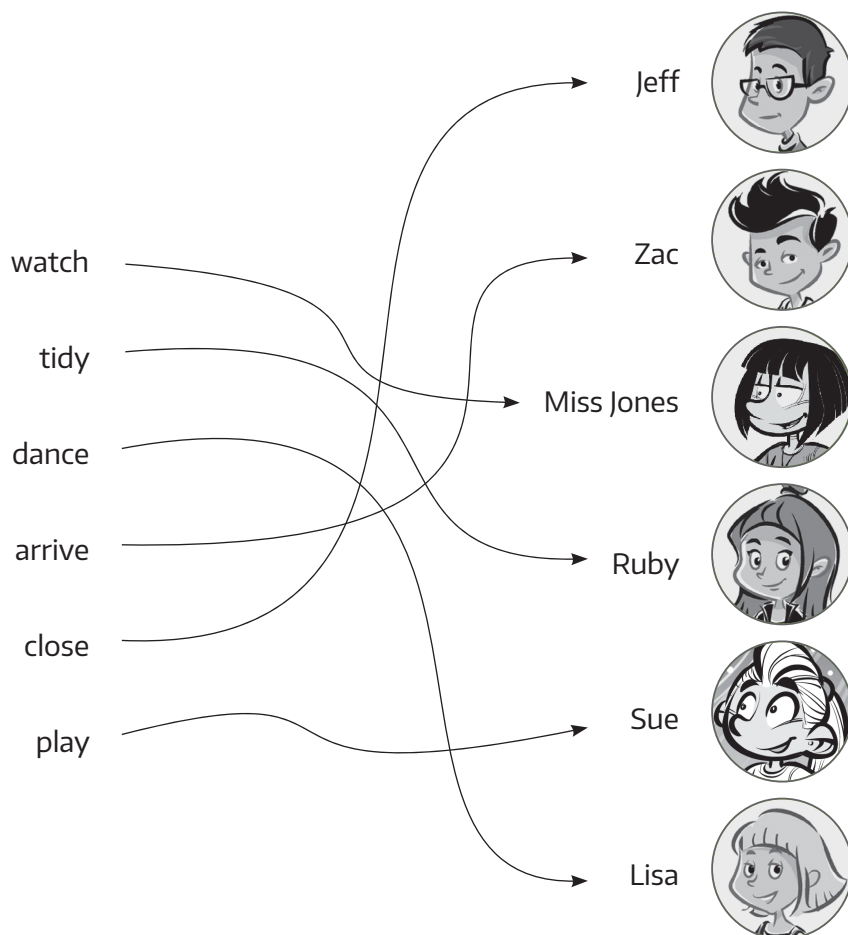 watch
tidy
dance
arrive
close
play
Jeff
Zac
Miss Jones
Ruby
Sue
Lisa